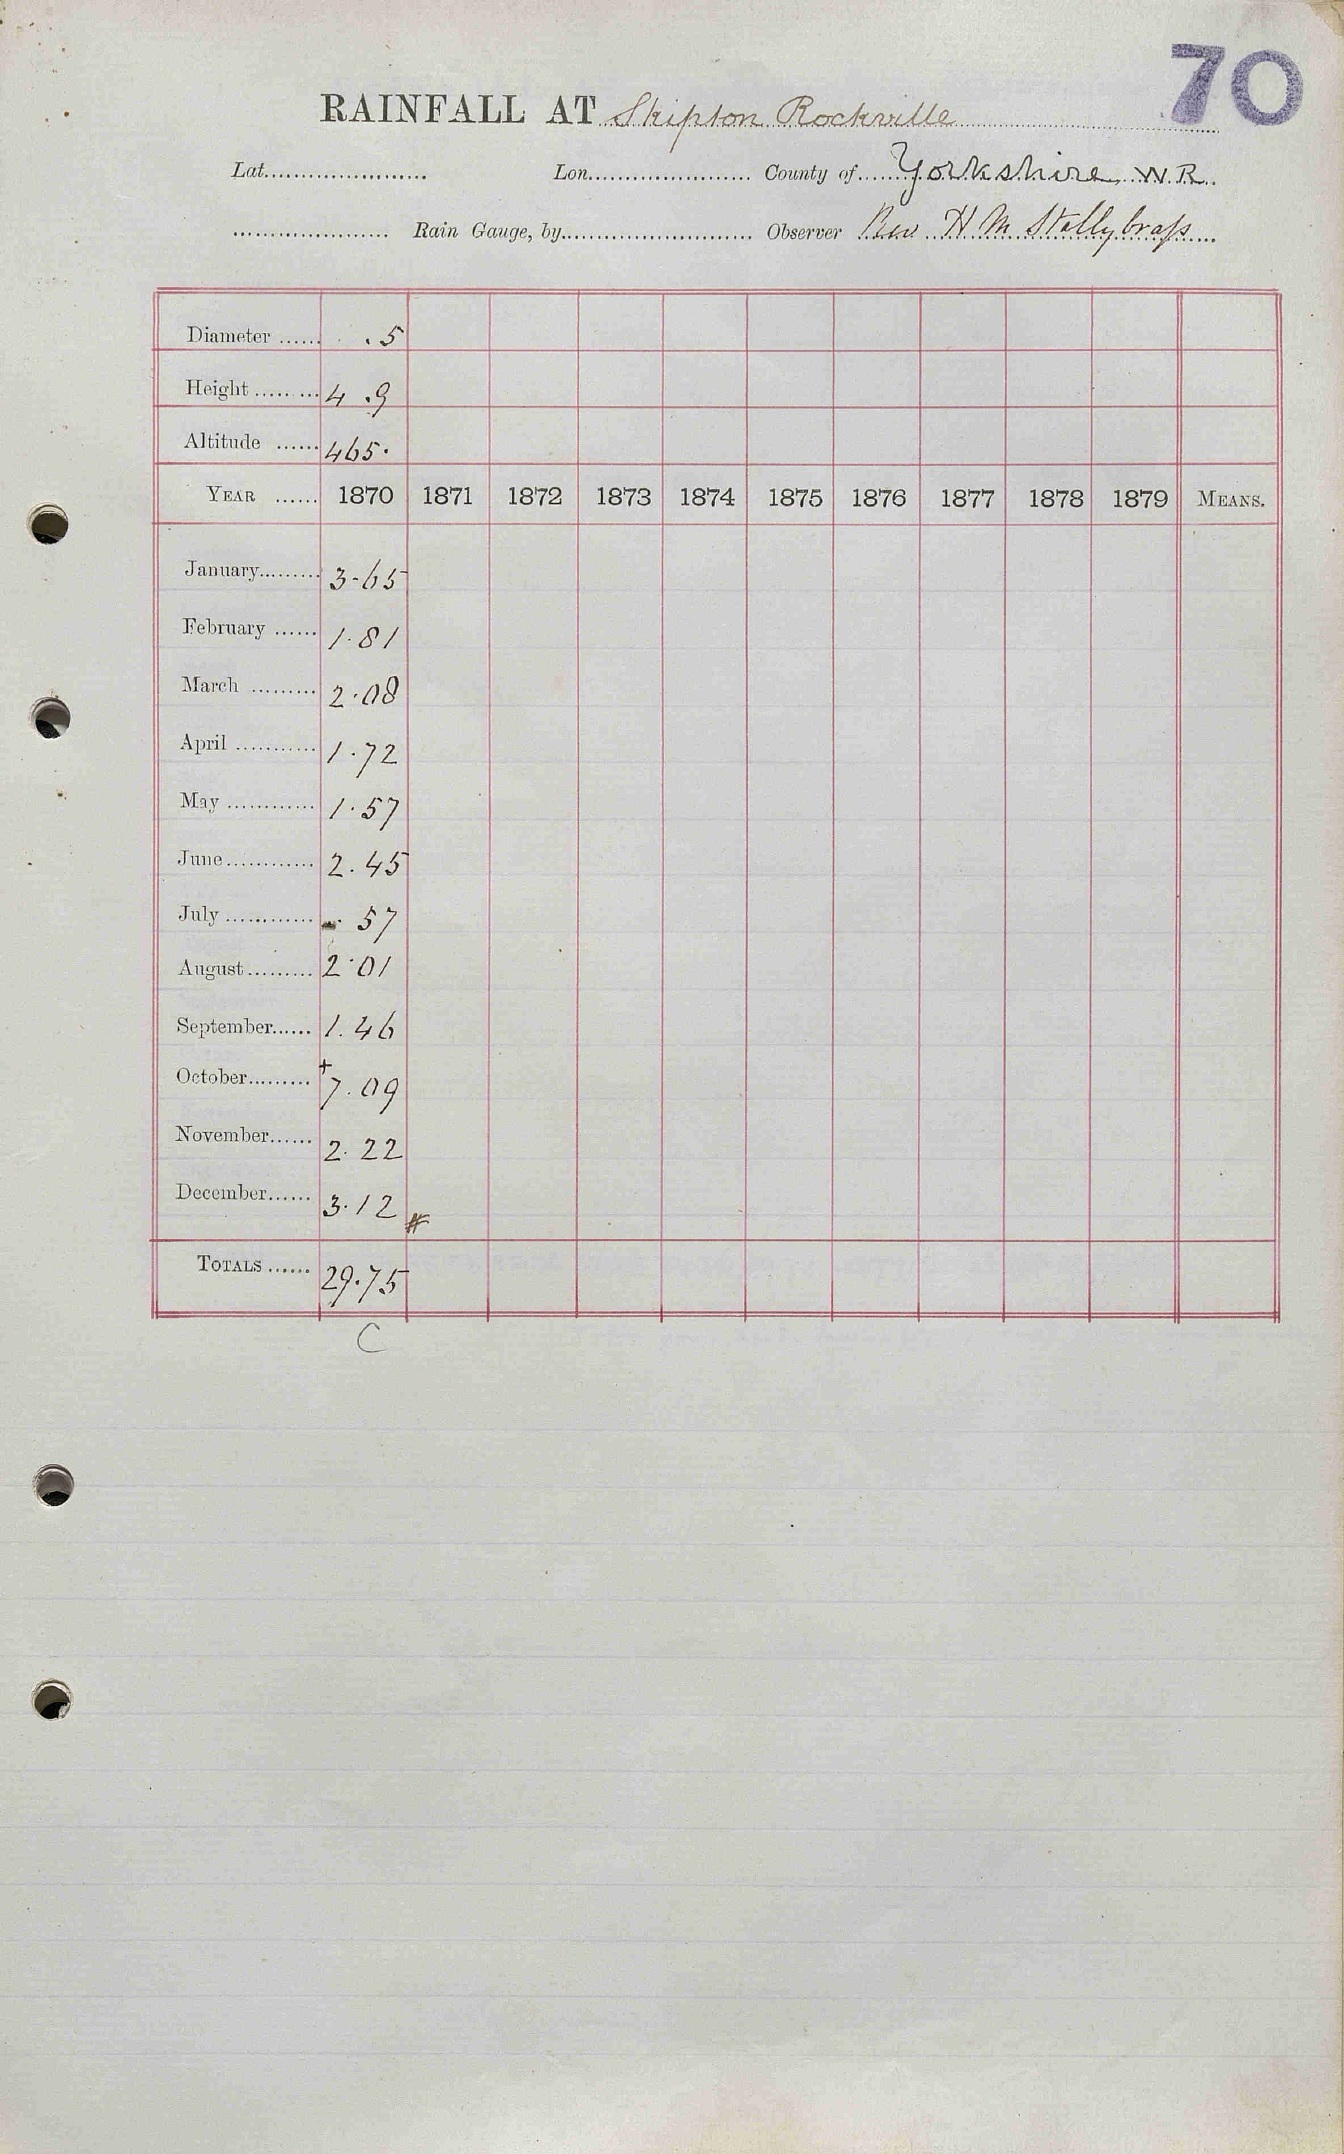 70
RAINFALL AT Skipton Rockville
Lat. Lon. County of Yorkshire W.R.
Rain Gauge, by Observer Rev H M Stallybrass
Diameter ...... .5
Height ......... 4 .9
Altitude ...... 465.
YEAR ...... 1870 1871 1872 1873 1874 1875 1876 1877 1878 1879 MEANS.
January......... 3.65
February ...... 1.81
March ......... 2.08
April ........... 1.72
May ............ 1.57
June............ 2.45
July ............ .57
August......... 2.01
September...... 1.46
October......... +7.09
November...... 2.22
December...... 3.12 #
TOTALS ...... 29.75
C